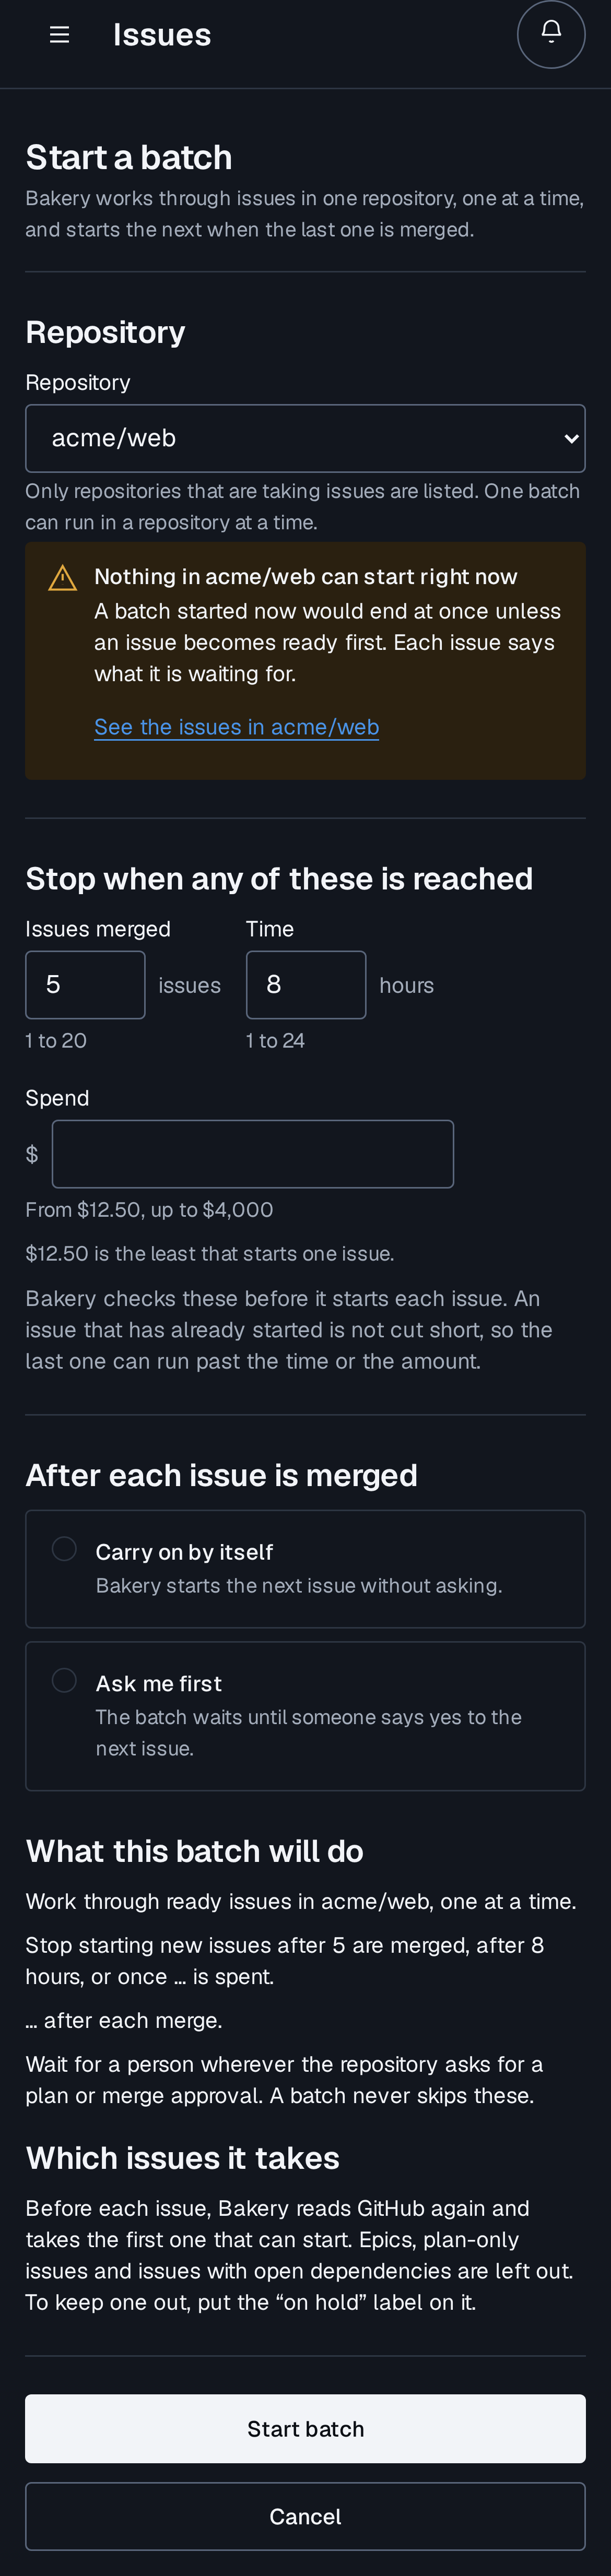 Issues
Start a batch
Bakery works through issues in one repository, one at a time,
and starts the next when the last one is merged.
Repository
Repository
acme/web
Only repositories that are taking issues are listed. One batch
can run in a repository at a time.
Nothing in acme/web can start right now
A batch started now would end at once unless
an issue becomes ready first. Each issue says
what it is waiting for.
See the issues in acme/web
Stop when any of these is reached
Issues merged Time
5 issues 8 hours
1 to 20 1 to 24
Spend
$
From $12.50, up to $4,000
$12.50 is the least that starts one issue.
Bakery checks these before it starts each issue. An
issue that has already started is not cut short, so the
last one can run past the time or the amount.
After each issue is merged
Carry on by itself
Bakery starts the next issue without asking.
Ask me first
The batch waits until someone says yes to the
next issue.
What this batch will do
Work through ready issues in acme/web, one at a time.
Stop starting new issues after 5 are merged, after 8
hours, or once … is spent.
… after each merge.
Wait for a person wherever the repository asks for a
plan or merge approval. A batch never skips these.
Which issues it takes
Before each issue, Bakery reads GitHub again and
takes the first one that can start. Epics, plan-only
issues and issues with open dependencies are left out.
To keep one out, put the “on hold” label on it.
Start batch
Cancel